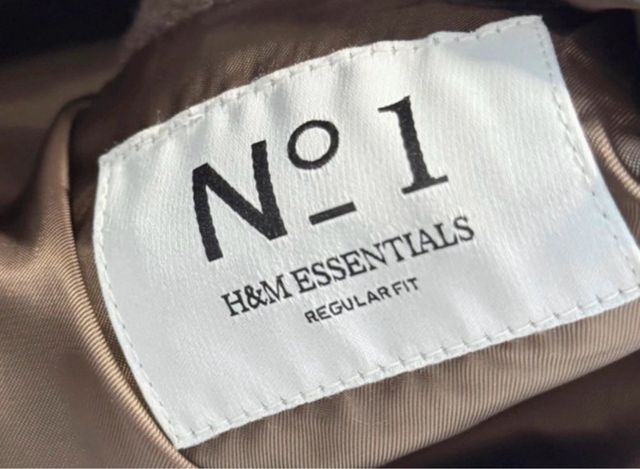 Nº 1
H&M ESSENTIALS
REGULAR FIT